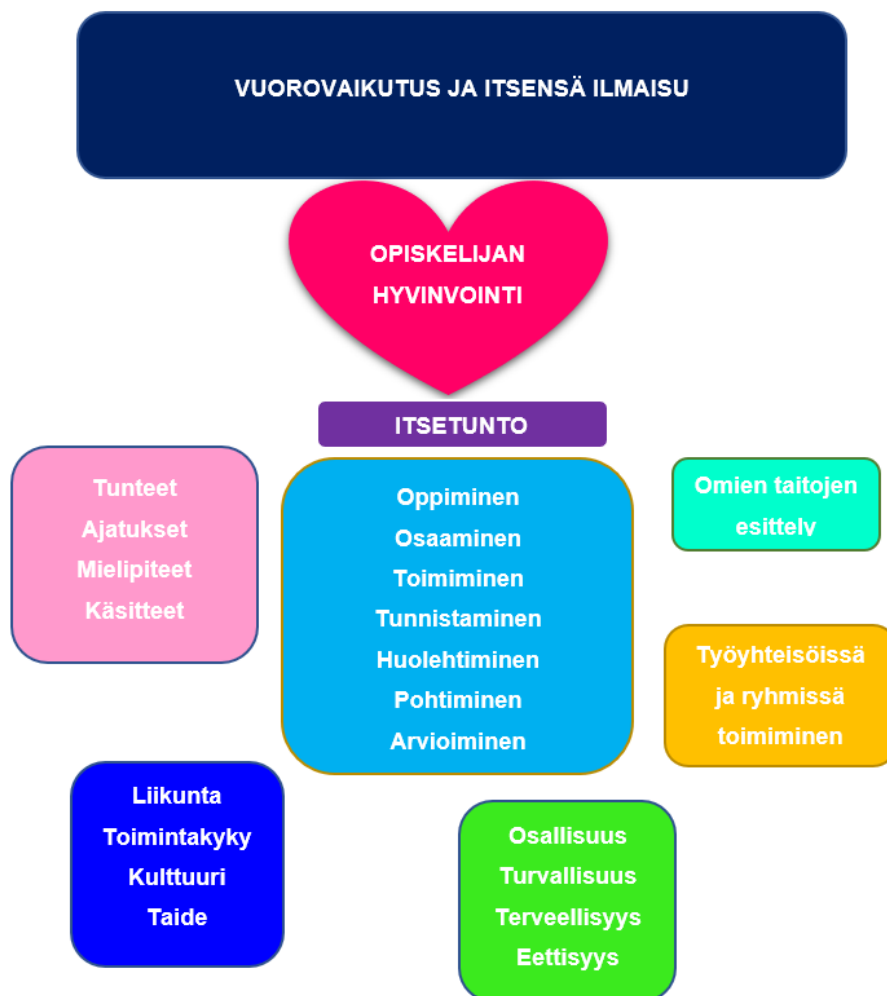 VUOROVAIKUTUS JA ITSENSÄ ILMAISU
OPISKELIJAN
HYVINVOINTI
ITSETUNTO
Tunteet
Ajatukset
Mielipiteet
Käsitteet
Oppiminen
Osaaminen
Toimiminen
Tunnistaminen
Huolehtiminen
Pohtiminen
Arvioiminen
Omien taitojen
esittely
Työyhteisöissä
ja ryhmissä
toimiminen
Liikunta
Toimintakyky
Kulttuuri
Taide
Osallisuus
Turvallisuus
Terveellisyys
Eettisyys